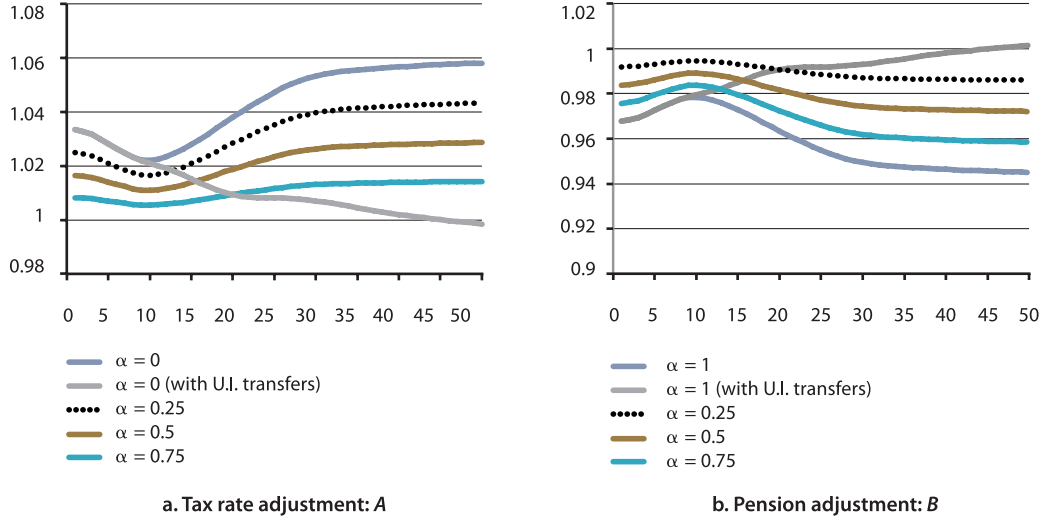 1.08
1.06
1.04
1.02
1
0.98
0 5 10 15 20 25 30 35 40 45 50
α = 0
α = 0 (with U.I. transfers)
α = 0.25
α = 0.5
α = 0.75
a. Tax rate adjustment: A
1.02
1
0.98
0.96
0.94
0.92
0.9
0 5 10 15 20 25 30 35 40 45 50
α = 1
α = 1 (with U.I. transfers)
α = 0.25
α = 0.5
α = 0.75
b. Pension adjustment: B